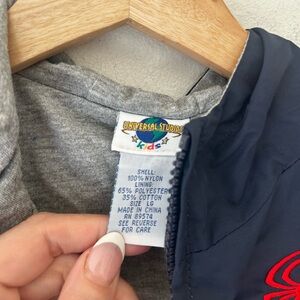 UNIVERSAL STUDIOS
kids
SHELL:
100% NYLON
LINING:
65% POLYESTER
35% COTTON
SIZE LG
MADE IN CHINA
RN 89574
SEE REVERSE
FOR CARE